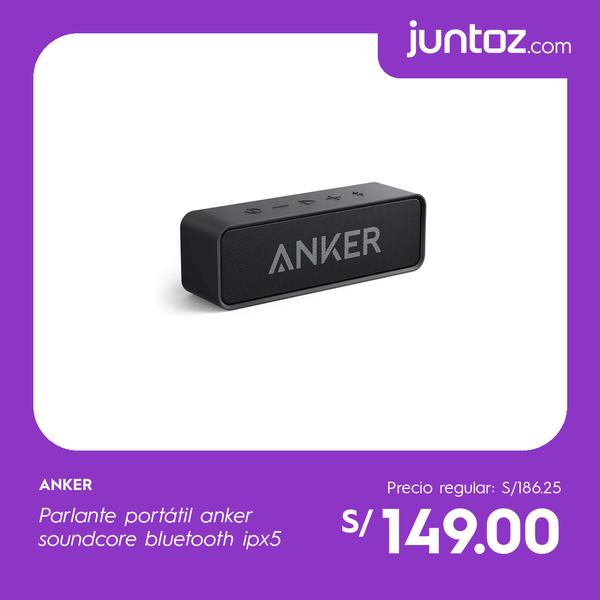 juntoz.com
ANKER
ANKER
Parlante portátil anker
soundcore bluetooth ipx5
Precio regular: S/186.25
S/149.00